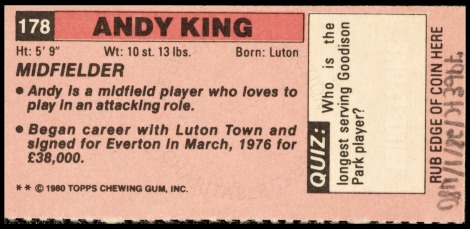 178 ANDY KING
Ht: 5' 9" Wt: 10 st. 13 lbs. Born: Luton
MIDFIELDER
● Andy is a midfield player who loves to
play in an attacking role.
● Began career with Luton Town and
signed for Everton in March, 1976 for
£38,000.
** © 1980 TOPPS CHEWING GUM, INC.
QUIZ: Who is the
longest serving Goodison
Park player?
RUB EDGE OF COIN HERE